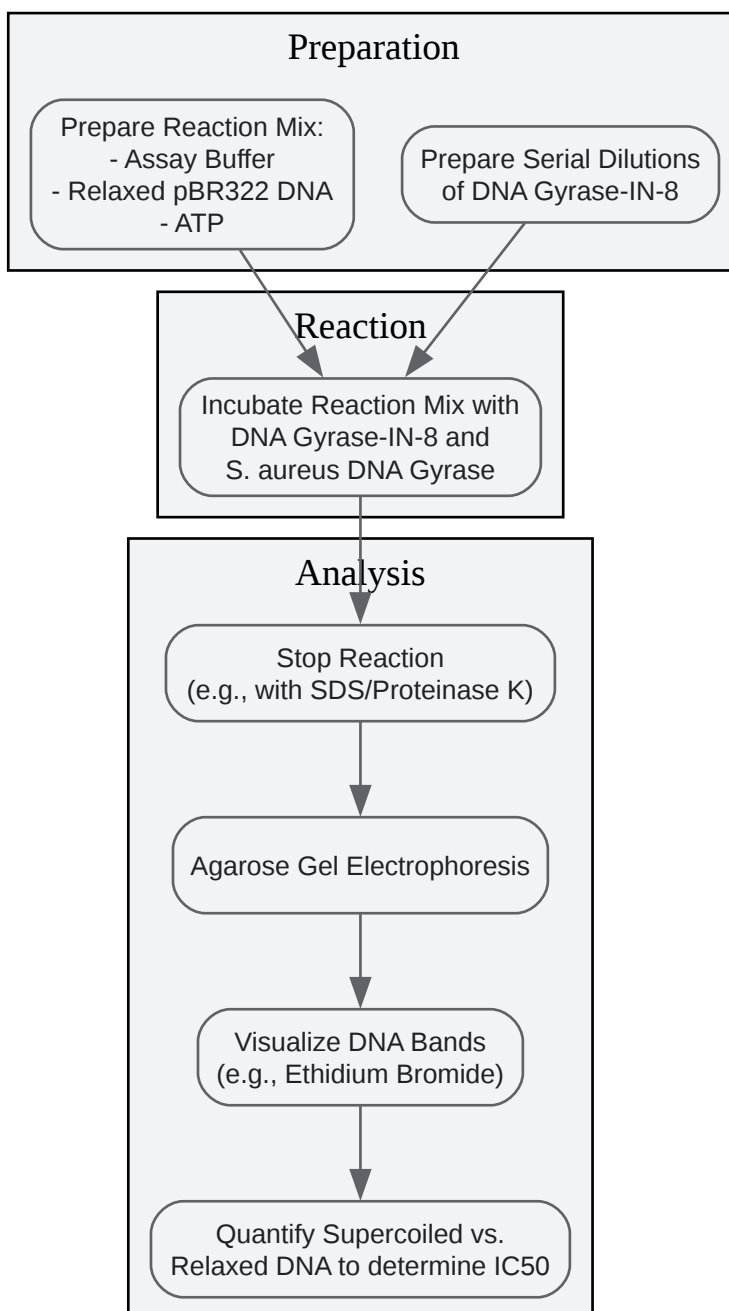 Preparation
Prepare Reaction Mix:
- Assay Buffer
- Relaxed pBR322 DNA
- ATP
Prepare Serial Dilutions
of DNA Gyrase-IN-8
Reaction
Incubate Reaction Mix with
DNA Gyrase-IN-8 and
S. aureus DNA Gyrase
Analysis
Stop Reaction
(e.g., with SDS/Proteinase K)
Agarose Gel Electrophoresis
Visualize DNA Bands
(e.g., Ethidium Bromide)
Quantify Supercoiled vs.
Relaxed DNA to determine IC50